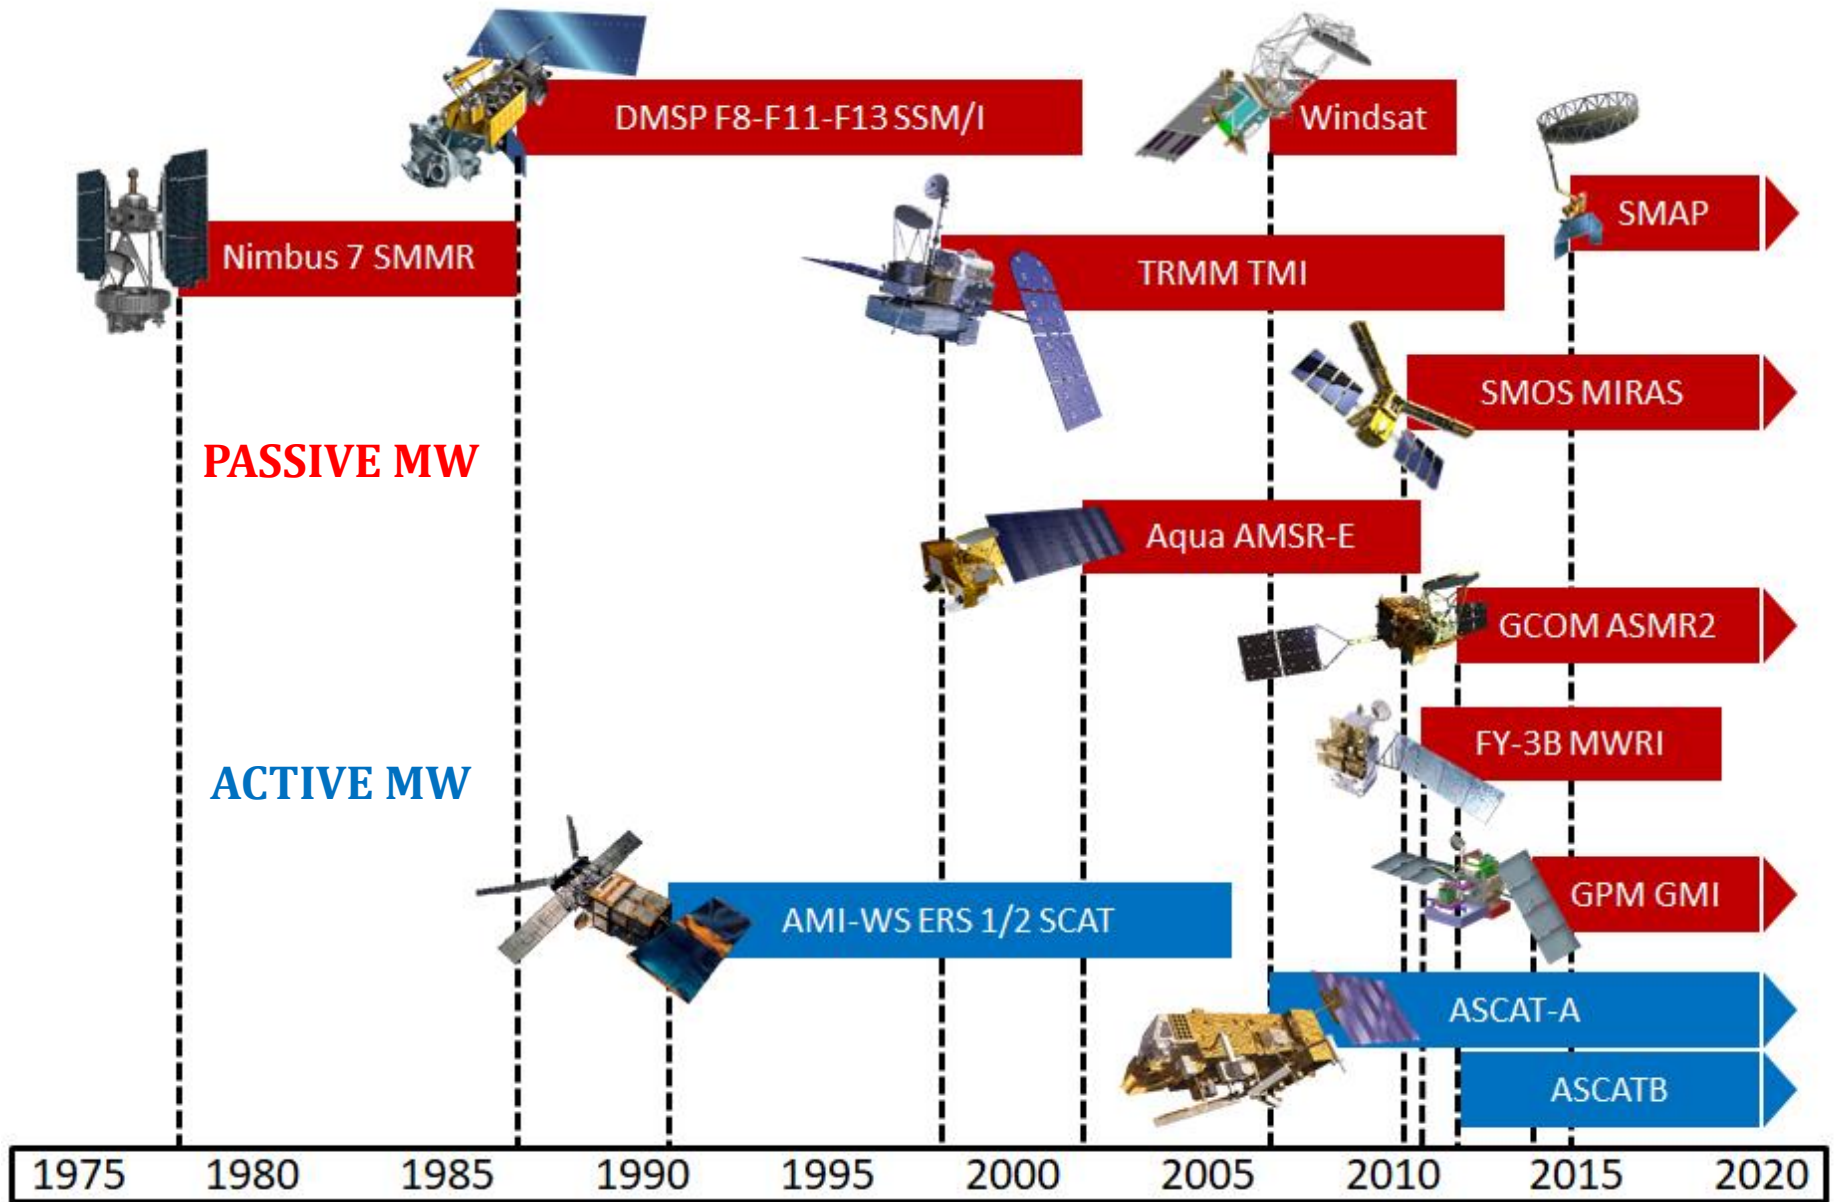 DMSP F8-F11-F13 SSM/I
Windsat
SMAP
Nimbus 7 SMMR
TRMM TMI
SMOS MIRAS
PASSIVE MW
Aqua AMSR-E
GCOM ASMR2
FY-3B MWRI
ACTIVE MW
GPM GMI
AMI-WS ERS 1/2 SCAT
ASCAT-A
ASCATB
1975 1980 1985 1990 1995 2000 2005 2010 2015 2020